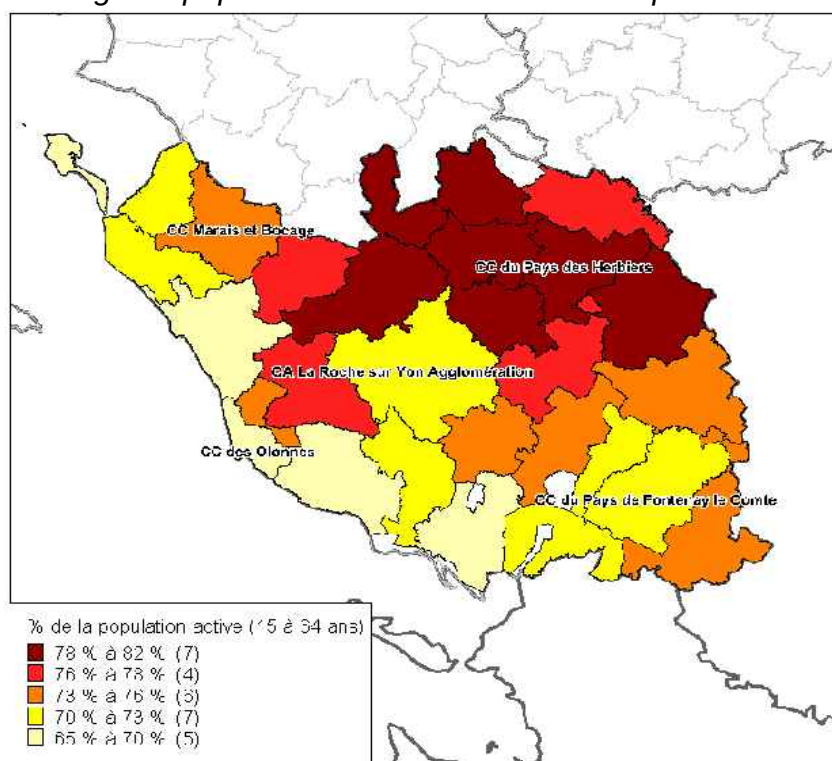 CC Marais et Bocage
CC du Pays des Herbiers
CA La Roche sur Yon Agglomération
CC des Olonnes
CC du Pays de Fontenay le Comte
% de la population active (15 à 64 ans)
78 % à 82 % (7)
76 % à 78 % (4)
73 % à 76 % (6)
70 % à 73 % (7)
65 % à 70 % (5)